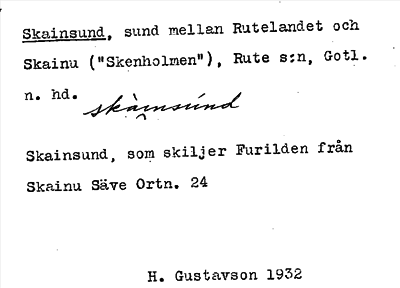 Skainsund, sund mellan Rutelandet och
Skainu ("Skenholmen"), Rute s:n, Gotl.
n. hd.
skàinsúnd
Skainsund, som skiljer Furilden från
Skainu Säve Ortn. 24
H. Gustavson 1932